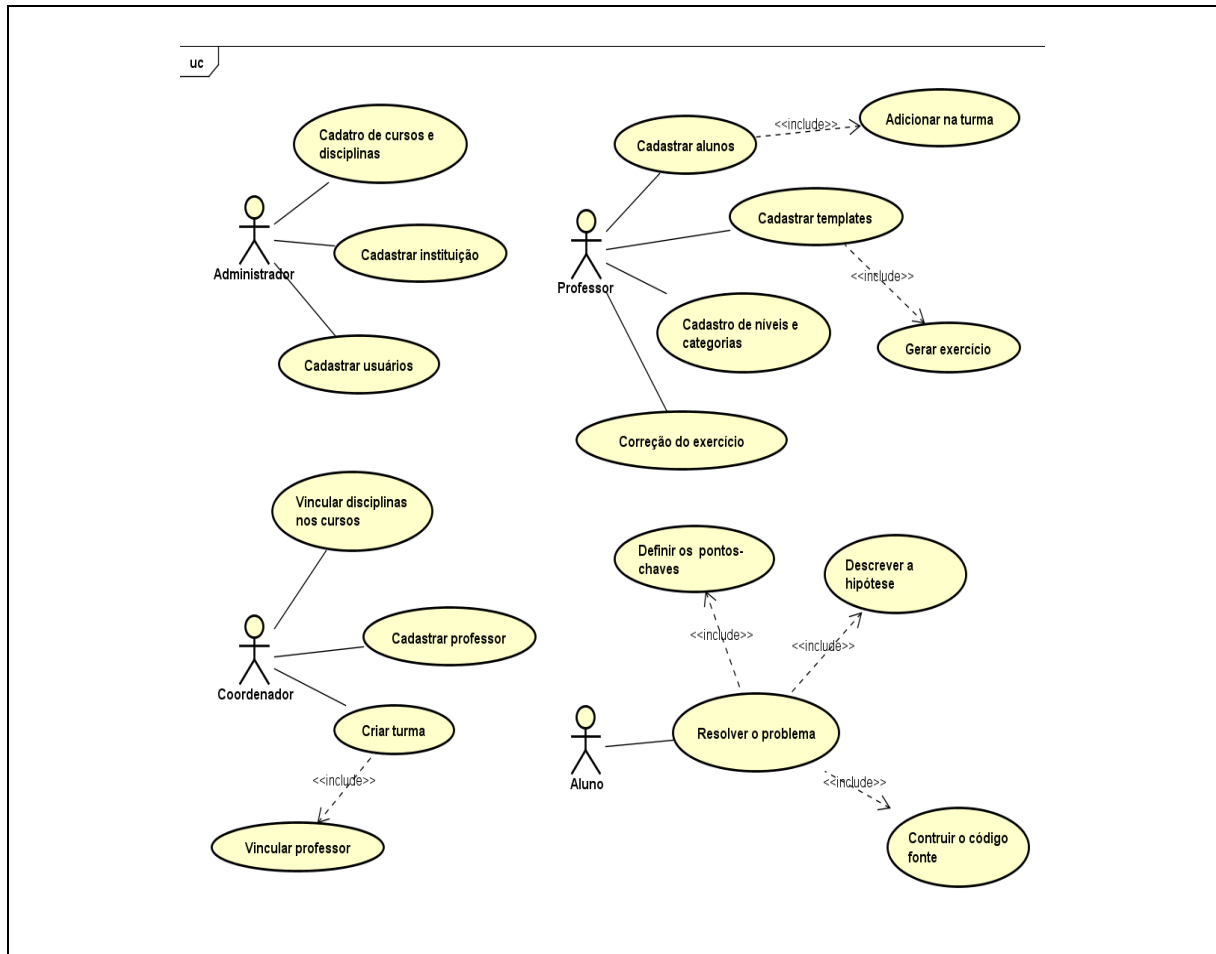 uc
Cadatro de cursos e
disciplinas
Cadastrar instituição
Administrador
Cadastrar usuários
Cadastrar alunos
<<include>>
Adicionar na turma
Cadastrar templates
<<include>>
Professor
Cadastro de níveis e
categorias
Gerar exercício
Correção do exercício
Vincular disciplinas
nos cursos
Cadastrar professor
Coordenador
Criar turma
<<include>>
Vincular professor
Definir os pontos-
chaves
Descrever a
hipótese
<<include>>
<<include>>
Resolver o problema
Aluno
<<include>>
Contruir o código
fonte